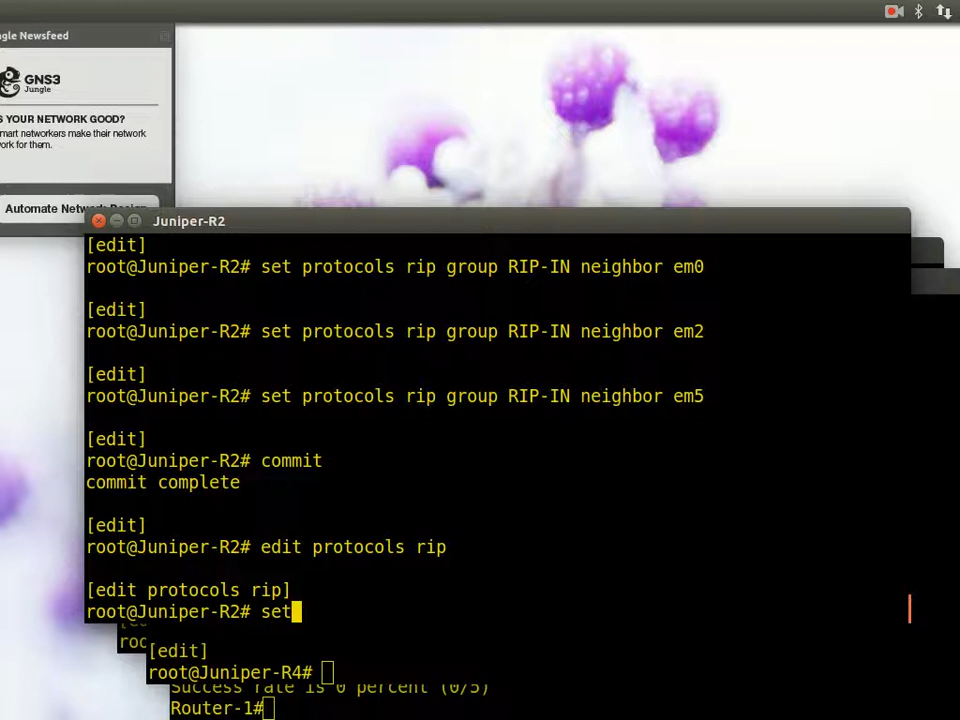 gle Newsfeed
GNS3
Jungle
S YOUR NETWORK GOOD?
mart networkers make their network
work for them.
Automate Network Design
Juniper-R2
[edit]
root@Juniper-R2# set protocols rip group RIP-IN neighbor em0
[edit]
root@Juniper-R2# set protocols rip group RIP-IN neighbor em2
[edit]
root@Juniper-R2# set protocols rip group RIP-IN neighbor em5
[edit]
root@Juniper-R2# commit
commit complete
[edit]
root@Juniper-R2# edit protocols rip
[edit protocols rip]
root@Juniper-R2# set
roo
[edit]
root@Juniper-R4#
Success rate is 0 percent (0/5)
Router-1#